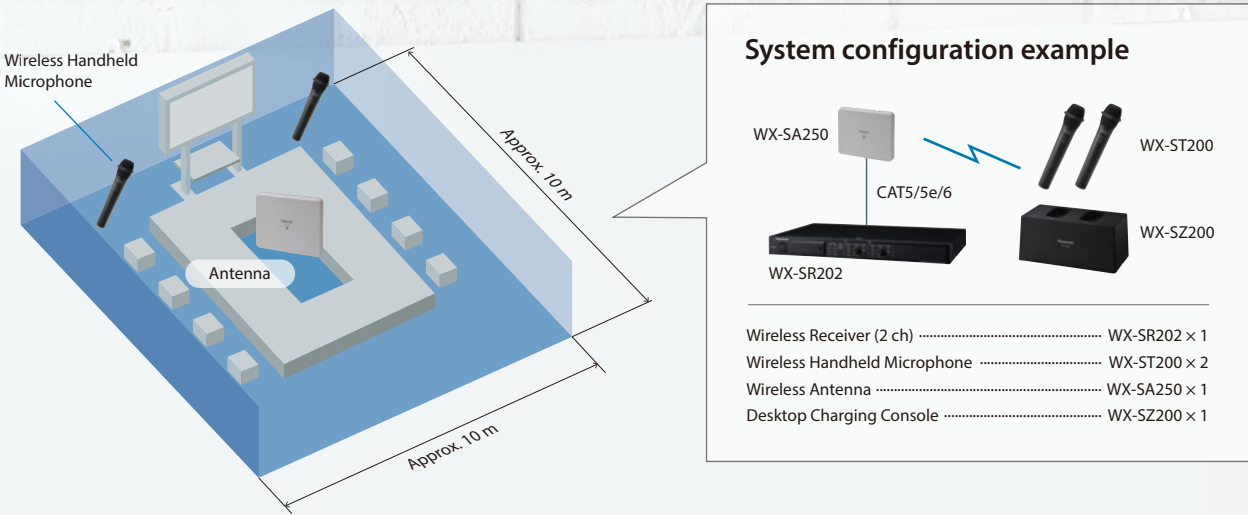 Wireless Handheld
Microphone
Antenna
Approx. 10 m
Approx. 10 m
System configuration example
WX-SA250
WX-ST200
CAT5/5e/6
WX-SZ200
WX-SR202
Wireless Receiver (2 ch) WX-SR202 × 1
Wireless Handheld Microphone WX-ST200 × 2
Wireless Antenna WX-SA250 × 1
Desktop Charging Console WX-SZ200 × 1